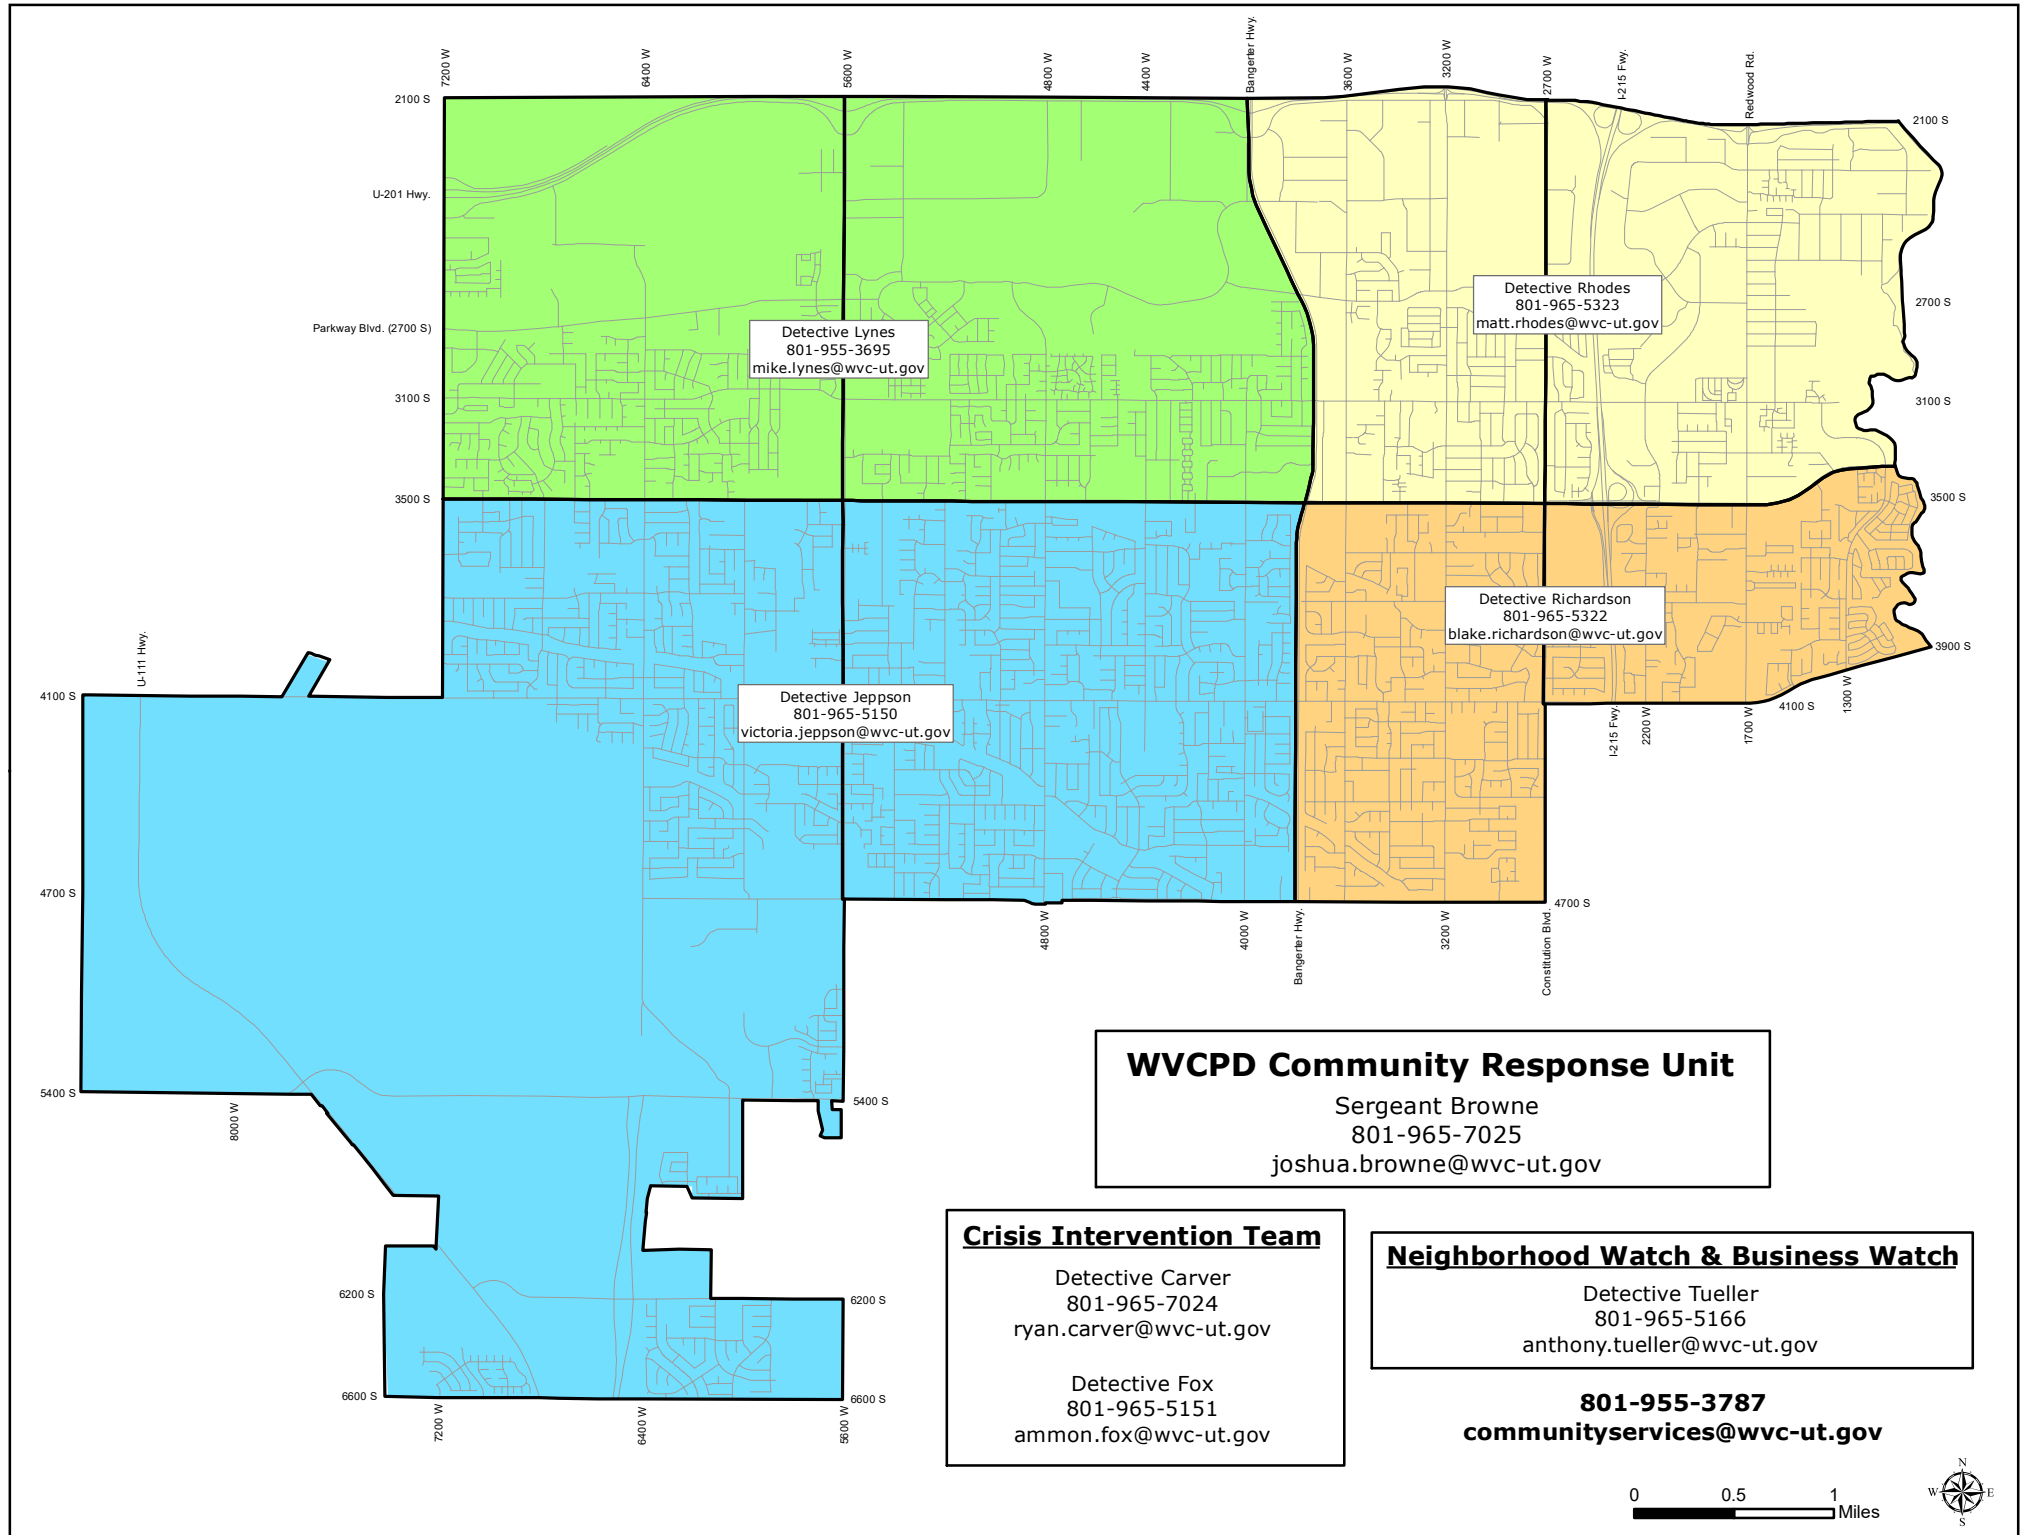 7200 W
6400 W
5600 W
4800 W
4400 W
Bangerter Hwy.
3600 W
3200 W
2700 W
I-215 Fwy.
Redwood Rd.
2100 S
2100 S
U-201 Hwy.
Detective Rhodes
801-965-5323
matt.rhodes@wvc-ut.gov
2700 S
Parkway Blvd. (2700 S)
Detective Lynes
801-955-3695
mike.lynes@wvc-ut.gov
3100 S
3100 S
3500 S
3500 S
Detective Richardson
801-965-5322
blake.richardson@wvc-ut.gov
U-111 Hwy.
3900 S
4100 S
Detective Jeppson
801-965-5150
victoria.jeppson@wvc-ut.gov
I-215 Fwy.
2200 W
1700 W
4100 S
1300 W
4700 S
4700 S
4800 W
4000 W
Bangerter Hwy.
3200 W
Constitution Blvd.
5400 S
8000 W
5400 S
WVCPD Community Response Unit
Sergeant Browne
801-965-7025
joshua.browne@wvc-ut.gov
Crisis Intervention Team
Detective Carver
801-965-7024
ryan.carver@wvc-ut.gov
Detective Fox
801-965-5151
ammon.fox@wvc-ut.gov
Neighborhood Watch & Business Watch
Detective Tueller
801-965-5166
anthony.tueller@wvc-ut.gov
801-955-3787
communityservices@wvc-ut.gov
6200 S
6200 S
6600 S
6600 S
7200 W
6400 W
5600 W
0 0.5 1
Miles
N
W E
S